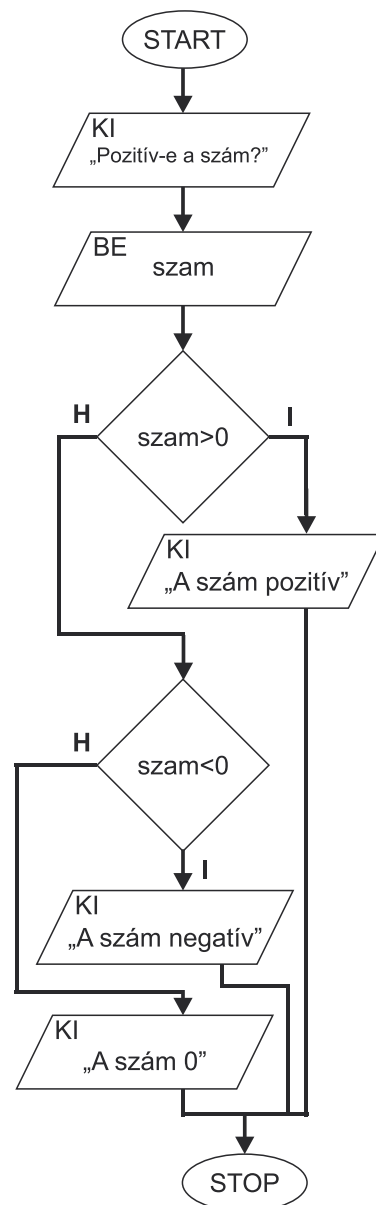 START
KI
„Pozitív-e a szám?”
BE
szam
H
I
szam>0
KI
„A szám pozitív”
H
szam<0
I
KI
„A szám negatív”
KI
„A szám 0”
STOP